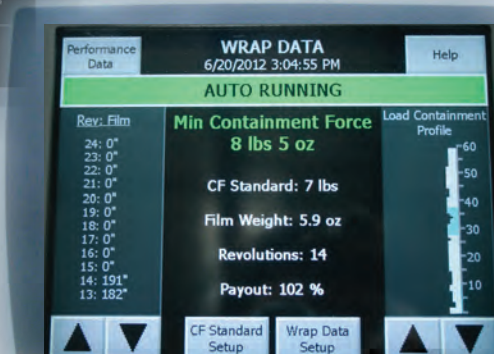 Performance
Data
WRAP DATA
6/20/2012 3:04:55 PM
Help
AUTO RUNNING
Rev: Film
24: 0"
23: 0"
22: 0"
21: 0"
20: 0"
19: 0"
18: 0"
17: 0"
16: 0"
15: 0"
14: 191"
13: 182"
Min Containment Force
8 lbs 5 oz
CF Standard: 7 lbs
Film Weight: 5.9 oz
Revolutions: 14
Payout: 102 %
CF Standard
Setup
Wrap Data
Setup
Load Containment
Profile
60
50
40
30
20
10